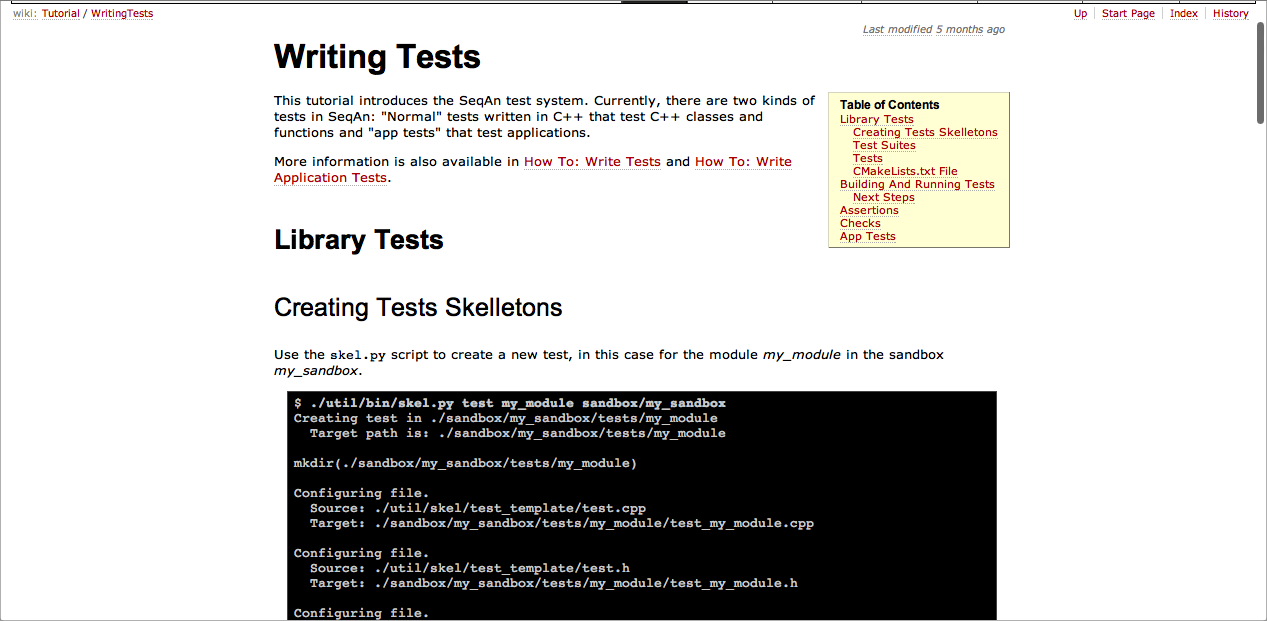 wiki: Tutorial / WritingTests
Up Start Page Index History
Last modified 5 months ago
Writing Tests
This tutorial introduces the SeqAn test system. Currently, there are two kinds of
tests in SeqAn: "Normal" tests written in C++ that test C++ classes and
functions and "app tests" that test applications.
More information is also available in How To: Write Tests and How To: Write
Application Tests.
Table of Contents
Library Tests
Creating Tests Skelletons
Test Suites
Tests
CMakeLists.txt File
Building And Running Tests
Next Steps
Assertions
Checks
App Tests
Library Tests
Creating Tests Skelletons
Use the skel.py script to create a new test, in this case for the module my_module in the sandbox
my_sandbox.
$ ./util/bin/skel.py test my_module sandbox/my_sandbox
Creating test in ./sandbox/my_sandbox/tests/my_module
Target path is: ./sandbox/my_sandbox/tests/my_module
mkdir(./sandbox/my_sandbox/tests/my_module)
Configuring file.
Source: ./util/skel/test_template/test.cpp
Target: ./sandbox/my_sandbox/tests/my_module/test_my_module.cpp
Configuring file.
Source: ./util/skel/test_template/test.h
Target: ./sandbox/my_sandbox/tests/my_module/test_my_module.h
Configuring file.